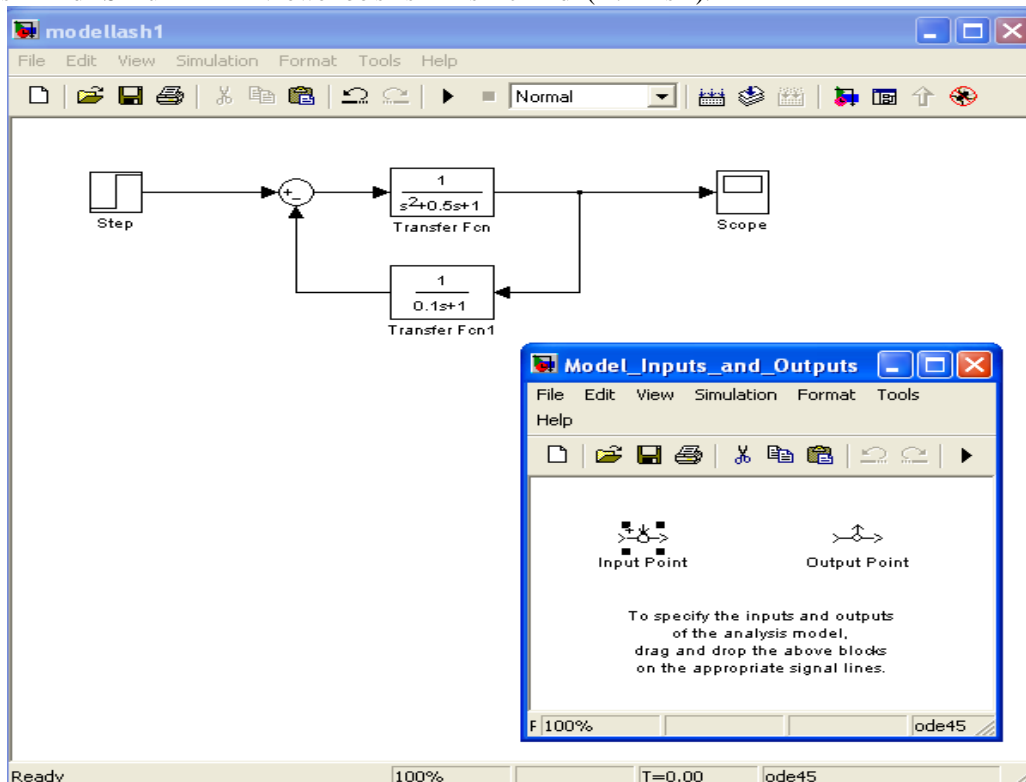 modellash1
File Edit View Simulation Format Tools Help
Normal
Step
+
-
1
s2+0.5s+1
Transfer Fcn
Scope
1
0.1s+1
Transfer Fcn1
Model_Inputs_and_Outputs
File Edit View Simulation Format Tools
Help
Input Point
Output Point
To specify the inputs and outputs
of the analysis model,
drag and drop the above blocks
on the appropriate signal lines.
F 100% ode45
Ready 100% T=0.00 ode45